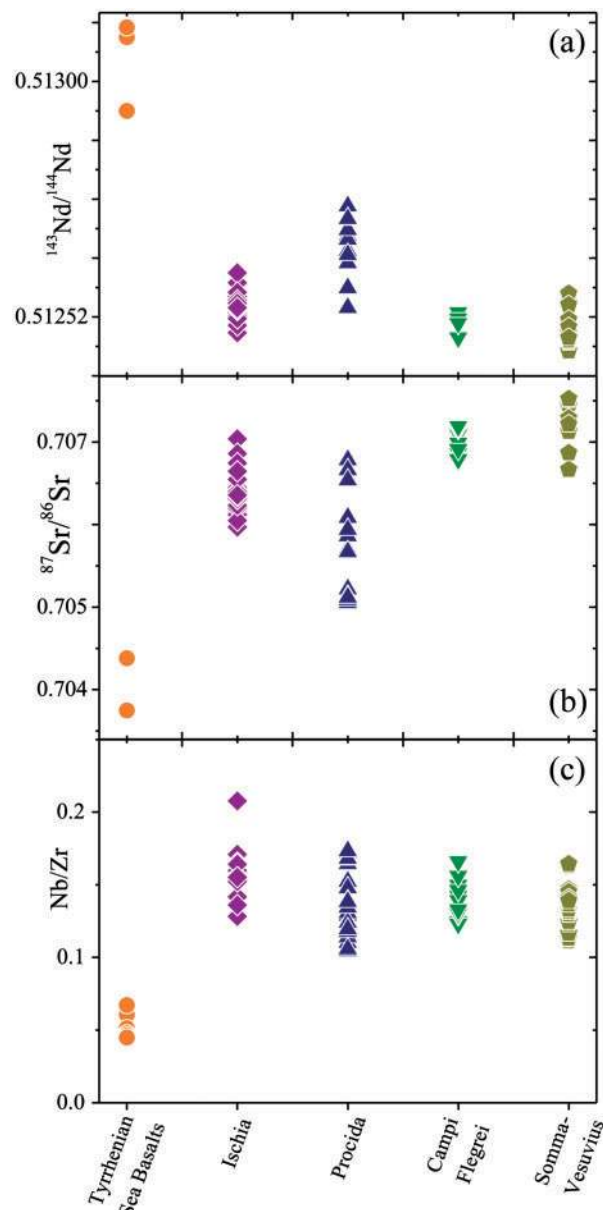 (a)
0.51300
¹⁴³Nd/¹⁴⁴Nd
0.51252
0.707
⁸⁷Sr/⁸⁶Sr
0.705
0.704
(b)
(c)
0.2
Nb/Zr
0.1
0.0
Tyrrhenian
Sea Basalts
Ischia
Procida
Campi
Flegrei
Somma-
Vesuvius